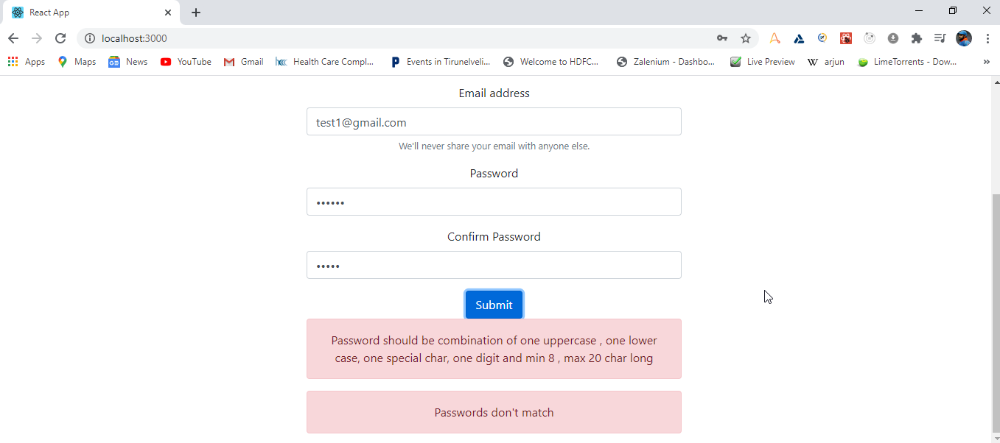 React App
localhost:3000
Apps Maps News YouTube Gmail Health Care Compl... Events in Tirunelveli... Welcome to HDFC... Zalenium - Dashbo... Live Preview arjun LimeTorrents - Dow... »
Email address
test1@gmail.com
We'll never share your email with anyone else.
Password
••••••
Confirm Password
•••••
Submit
Password should be combination of one uppercase , one lower
case, one special char, one digit and min 8 , max 20 char long
Passwords don't match